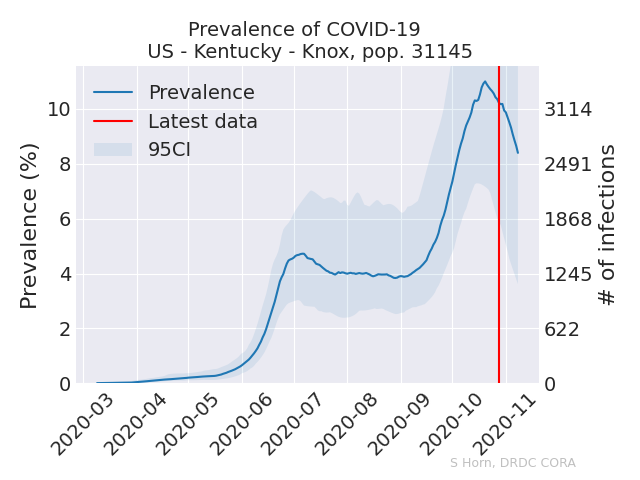 Prevalence of COVID-19
US - Kentucky - Knox, pop. 31145
Prevalence
Latest data
95CI
Prevalence (%)
10
8
6
4
2
0
3114
2491
1868
1245
622
0
# of infections
2020-03
2020-04
2020-05
2020-06
2020-07
2020-08
2020-09
2020-10
2020-11
S Horn, DRDC CORA